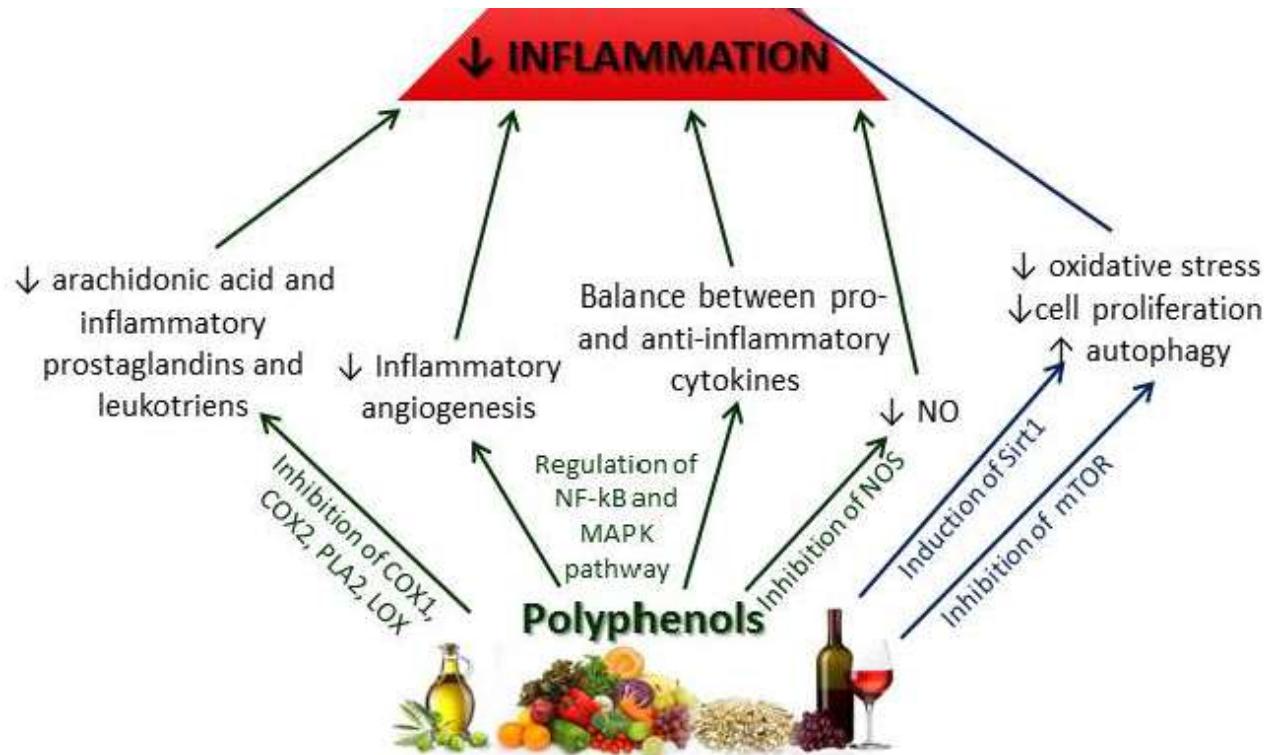 ↓ INFLAMMATION
↓ arachidonic acid and
inflammatory
prostaglandins and
leukotriens
↓ Inflammatory
angiogenesis
Balance between pro-
and anti-inflammatory
cytokines
↓ NO
↓ oxidative stress
↓cell proliferation
↑ autophagy
Inhibition of COX1,
COX2, PLA2, LOX
Regulation of
NF-kB and
MAPK
pathway
Inhibition of NOS
Induction of Sirt1
Inhibition of mTOR
Polyphenols